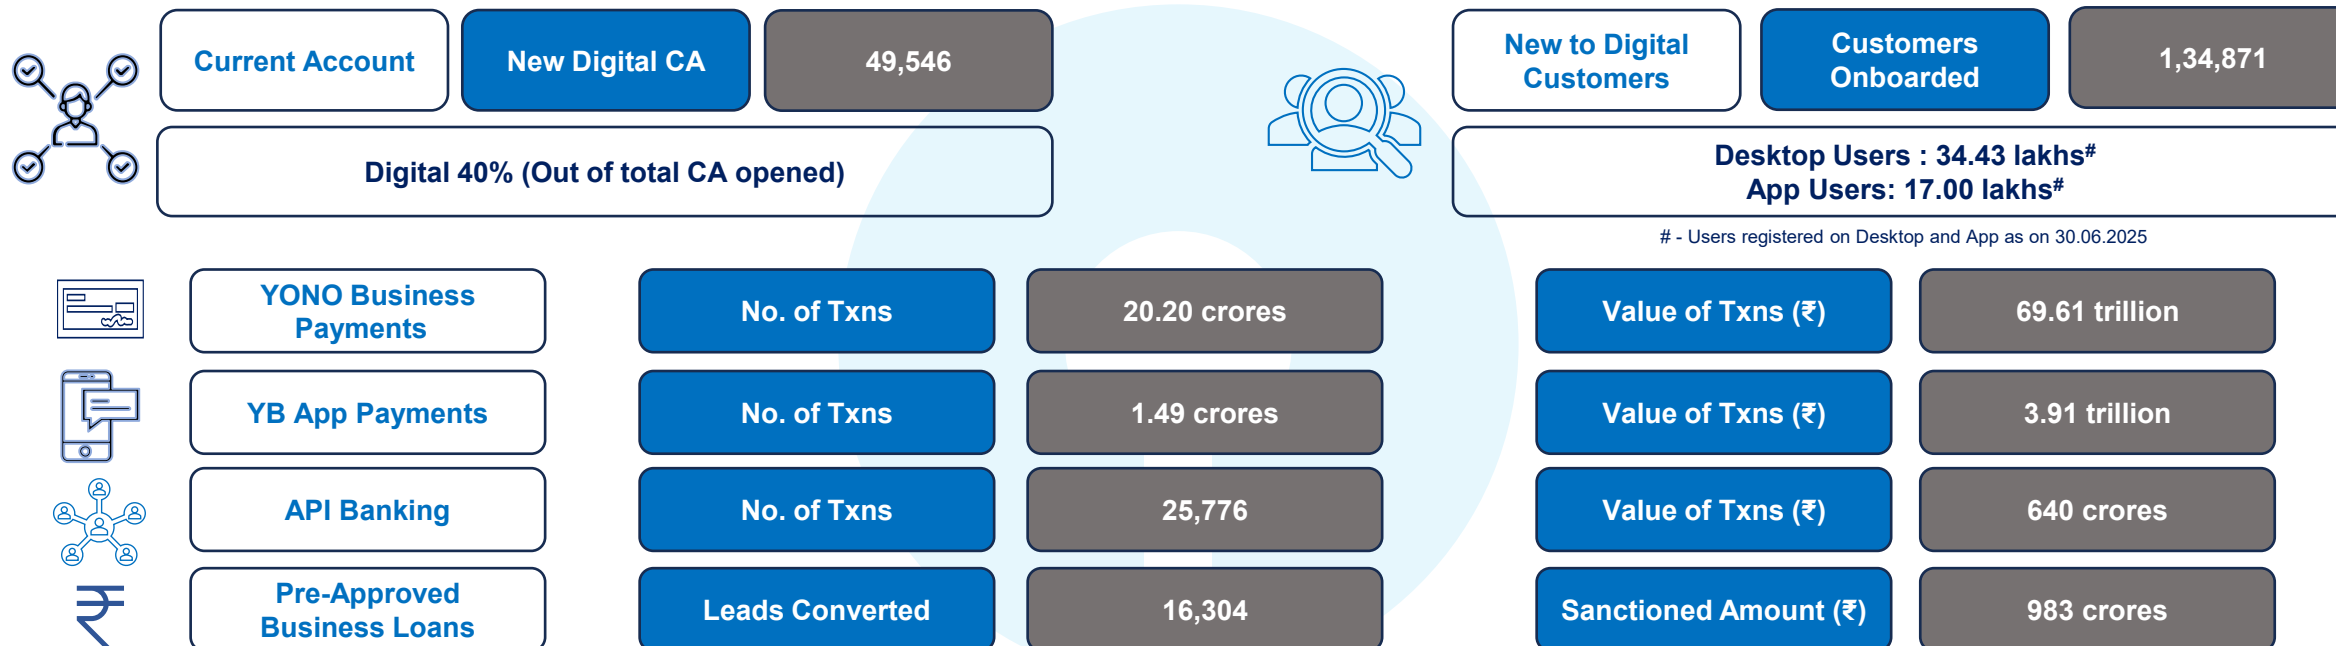 Current Account
New Digital CA
49,546
Digital 40% (Out of total CA opened)
New to Digital
Customers
Customers
Onboarded
1,34,871
Desktop Users : 34.43 lakhs#
App Users: 17.00 lakhs#
# - Users registered on Desktop and App as on 30.06.2025
YONO Business
Payments
No. of Txns
20.20 crores
Value of Txns (₹)
69.61 trillion
YB App Payments
No. of Txns
1.49 crores
Value of Txns (₹)
3.91 trillion
API Banking
No. of Txns
25,776
Value of Txns (₹)
640 crores
₹
Pre-Approved
Business Loans
Leads Converted
16,304
Sanctioned Amount (₹)
983 crores